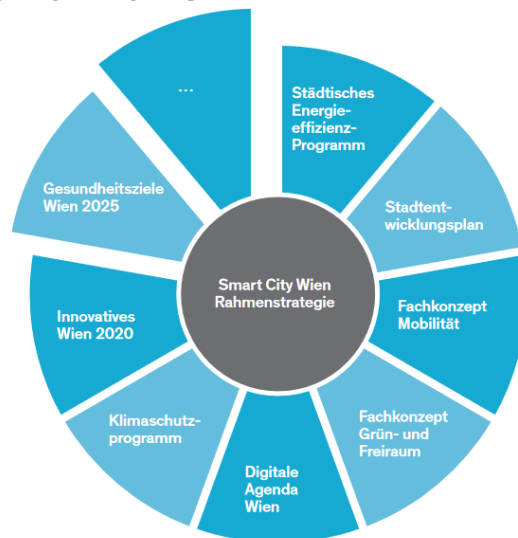 Smart City Wien
Rahmenstrategie
Städtisches
Energie-
effizienz-
Programm
Stadtent-
wicklungsplan
Fachkonzept
Mobilität
Fachkonzept
Grün- und
Freiraum
Digitale
Agenda
Wien
Klimaschutz-
programm
Innovatives
Wien 2020
Gesundheitsziele
Wien 2025
...